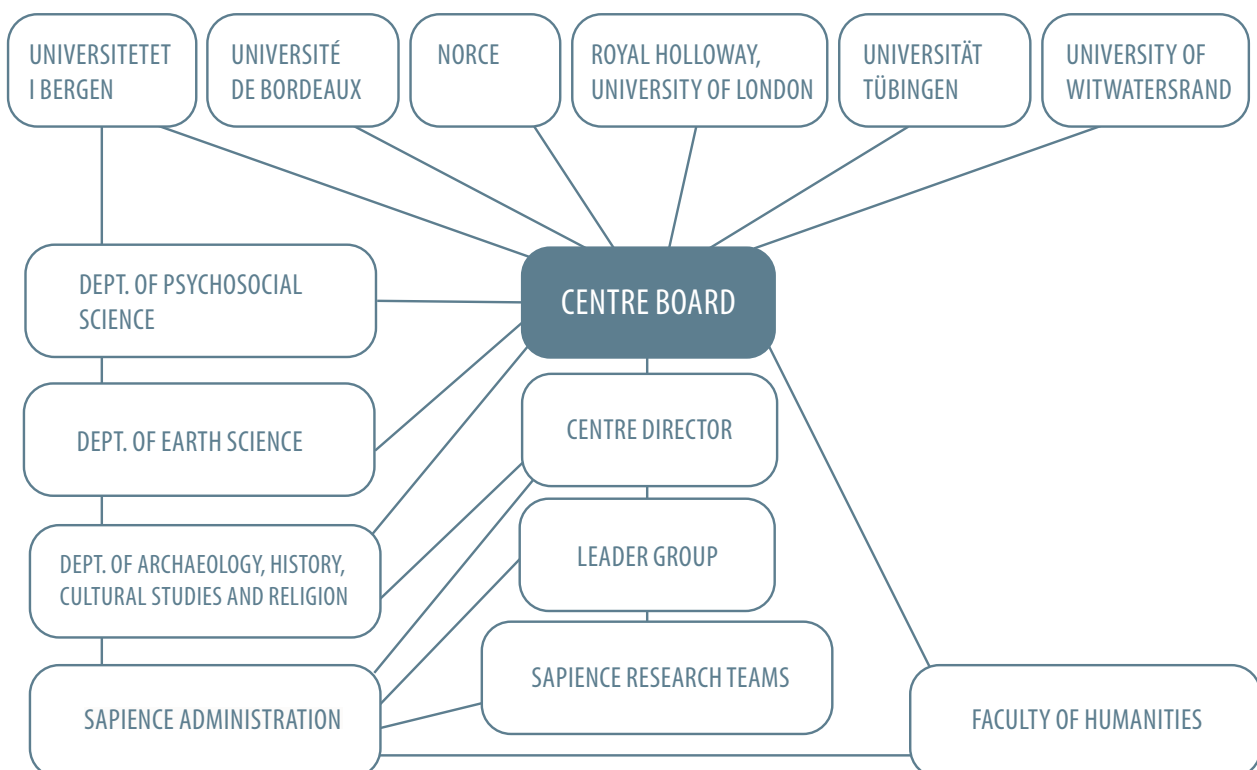 UNIVERSITETET
I BERGEN
UNIVERSITÉ
DE BORDEAUX
NORCE
ROYAL HOLLOWAY,
UNIVERSITY OF LONDON
UNIVERSITÄT
TÜBINGEN
UNIVERSITY OF
WITWATERSRAND
DEPT. OF PSYCHOSOCIAL
SCIENCE
CENTRE BOARD
DEPT. OF EARTH SCIENCE
CENTRE DIRECTOR
DEPT. OF ARCHAEOLOGY, HISTORY,
CULTURAL STUDIES AND RELIGION
LEADER GROUP
SAPIENCE RESEARCH TEAMS
SAPIENCE ADMINISTRATION
FACULTY OF HUMANITIES